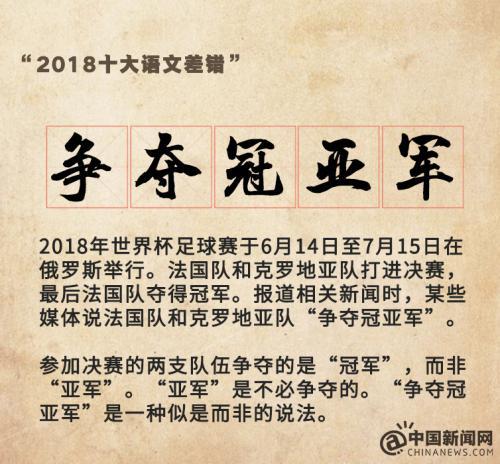 “2018十大语文差错”
争夺冠亚军
2018年世界杯足球赛于6月14日至7月15日在
俄罗斯举行。法国队和克罗地亚队打进决赛，
最后法国队夺得冠军。报道相关新闻时，某些
媒体说法国队和克罗地亚队“争夺冠亚军”。
参加决赛的两支队伍争夺的是“冠军”，而非
“亚军”。“亚军”是不必争夺的。“争夺冠
亚军”是一种似是而非的说法。
@中国新闻网
CHINANEWS.COM